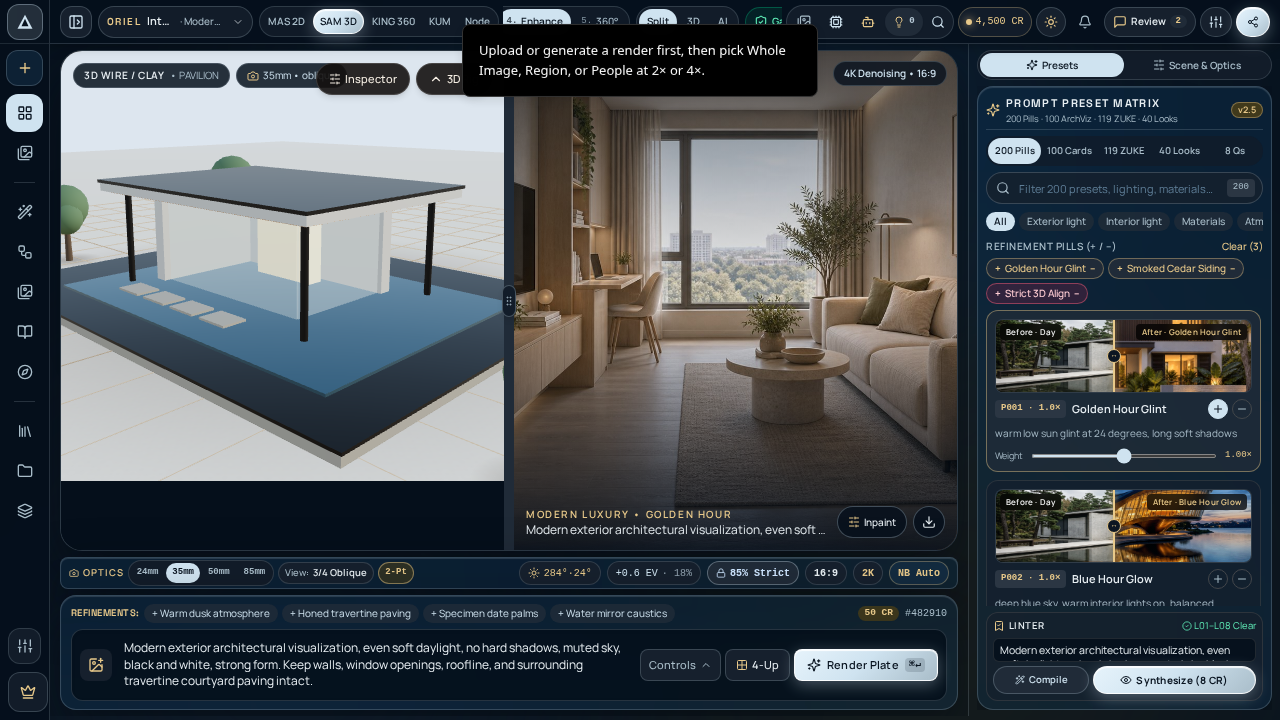 ORIEL Int... · Moder...
MAS 2D
SAM 3D
KING 360
KUM
Node
4. Enhance
5. 360°
Split
3D
AI
0
4,500 CR
Review 2
Upload or generate a render first, then pick Whole
Image, Region, or People at 2× or 4×.
3D WIRE / CLAY • PAVILION
35mm • obl
Inspector
3D
4K Denoising • 16:9
MODERN LUXURY • GOLDEN HOUR
Modern exterior architectural visualization, even soft ...
Inpaint
OPTICS
24mm
35mm
50mm
85mm
View: 3/4 Oblique
2-Pt
284°·24°
+0.6 EV · 18%
85% Strict
16:9
2K
NB Auto
REFINEMENTS:
+ Warm dusk atmosphere
+ Honed travertine paving
+ Specimen date palms
+ Water mirror caustics
50 CR
#482910
Modern exterior architectural visualization, even soft daylight, no hard shadows, muted sky,
black and white, strong form. Keep walls, window openings, roofline, and surrounding
travertine courtyard paving intact.
Controls
4-Up
Render Plate
Presets
Scene & Optics
PROMPT PRESET MATRIX
200 Pills · 100 ArchViz · 119 ZUKE · 40 Looks
v2.5
200 Pills
100 Cards
119 ZUKE
40 Looks
8 Qs
Filter 200 presets, lighting, materials...
200
All
Exterior light
Interior light
Materials
Atm
REFINEMENT PILLS (+ / −)
Clear (3)
+ Golden Hour Glint −
+ Smoked Cedar Siding −
+ Strict 3D Align −
Before · Day
After · Golden Hour Glint
P001 · 1.0×
Golden Hour Glint
warm low sun glint at 24 degrees, long soft shadows
Weight
1.00×
Before · Day
After · Blue Hour Glow
P002 · 1.0×
Blue Hour Glow
deep blue sky, warm interior lights on, balanced
LINTER
L01–L08 Clear
Modern exterior architectural visualization, even
Compile
Synthesize (8 CR)